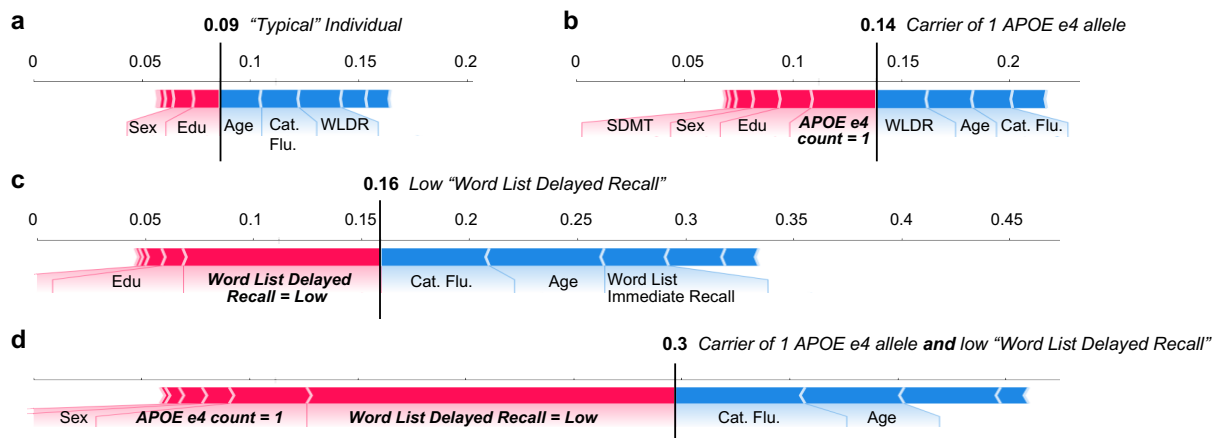 a
0.09 “Typical” Individual
0 0.05 0.1 0.15 0.2
Sex Edu Age Cat. Flu. WLDR
b
0.14 Carrier of 1 APOE e4 allele
0 0.05 0.1 0.15 0.2
SDMT Sex Edu APOE e4 count = 1 WLDR Age Cat. Flu.
c
0.16 Low “Word List Delayed Recall”
0 0.05 0.1 0.15 0.2 0.25 0.3 0.35 0.4 0.45
Edu Word List Delayed Recall = Low Cat. Flu. Age Word List Immediate Recall
d
0.3 Carrier of 1 APOE e4 allele and low “Word List Delayed Recall”
Sex APOE e4 count = 1 Word List Delayed Recall = Low Cat. Flu. Age